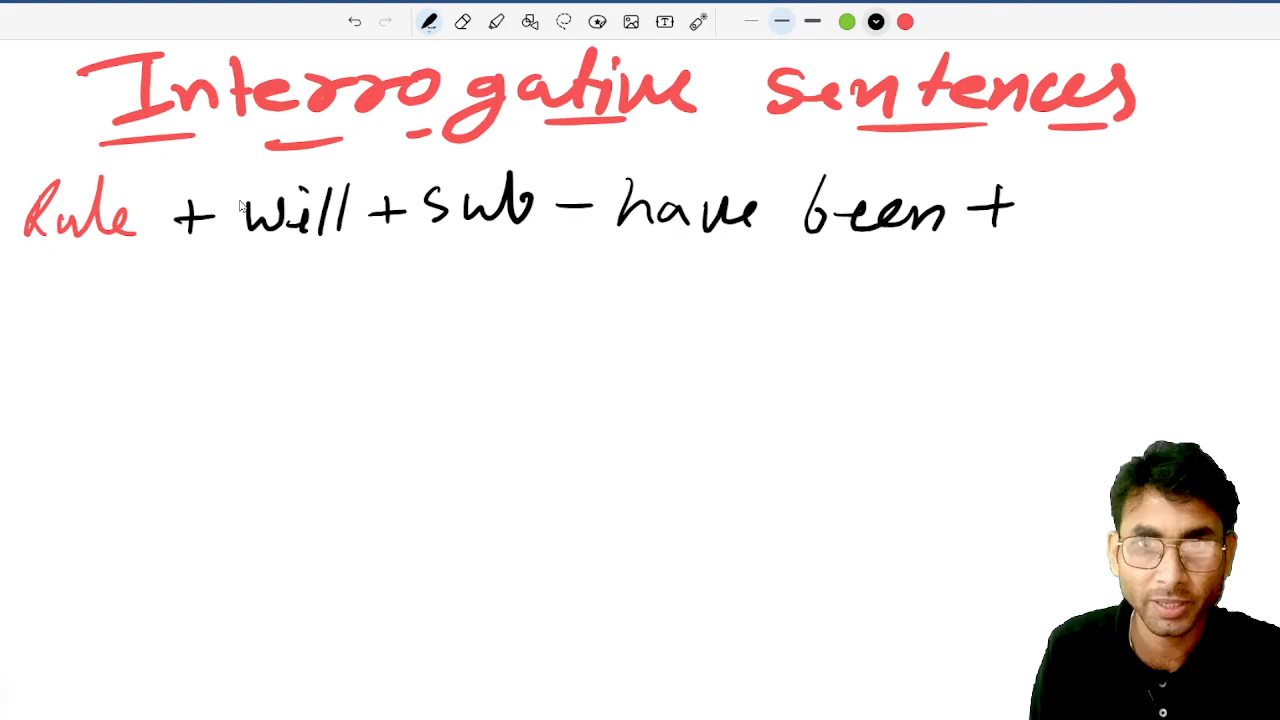 Interrogative sentences
Rule + will + sub - have been +